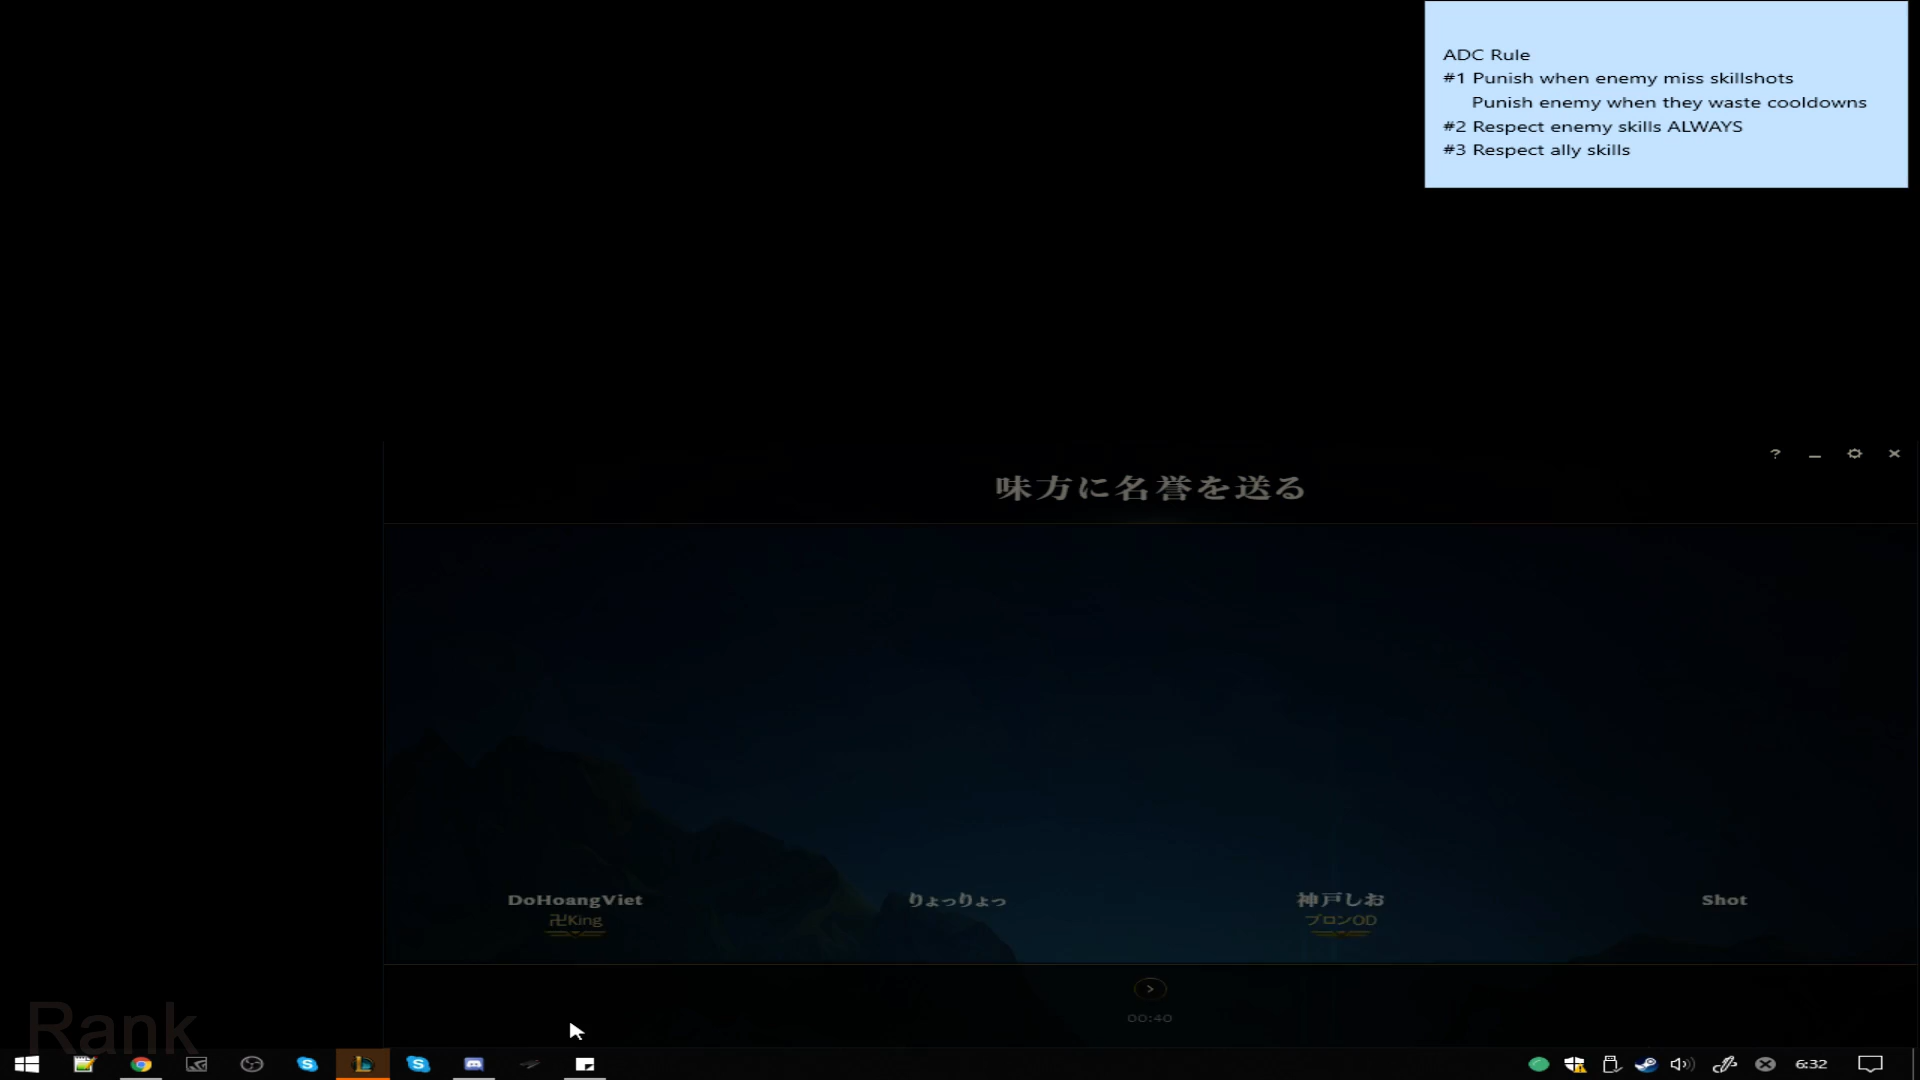 ADC Rule
#1 Punish when enemy miss skillshots
Punish enemy when they waste cooldowns
#2 Respect enemy skills ALWAYS
#3 Respect ally skills
味方に名誉を送る
DoHoangViet
卍King
りょっりょっ
神戸しお
ブロンOD
Shot
00:40
Rank
6:32